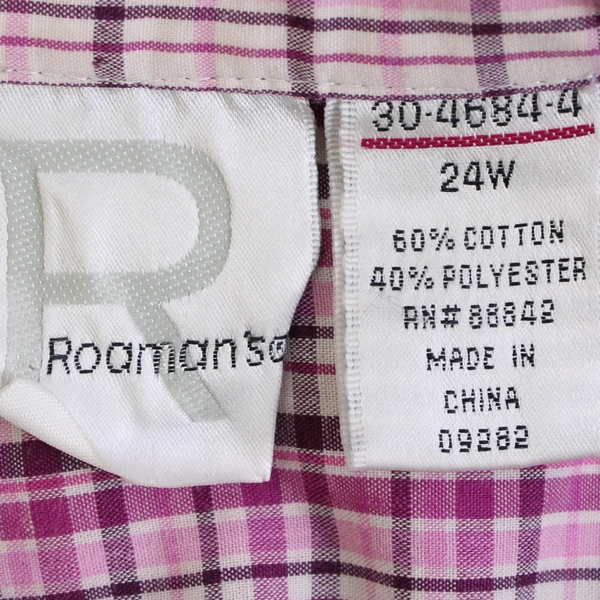 R
Roaman's®
30-4684-4
24W
60% COTTON
40% POLYESTER
RN# 88842
MADE IN
CHINA
09282